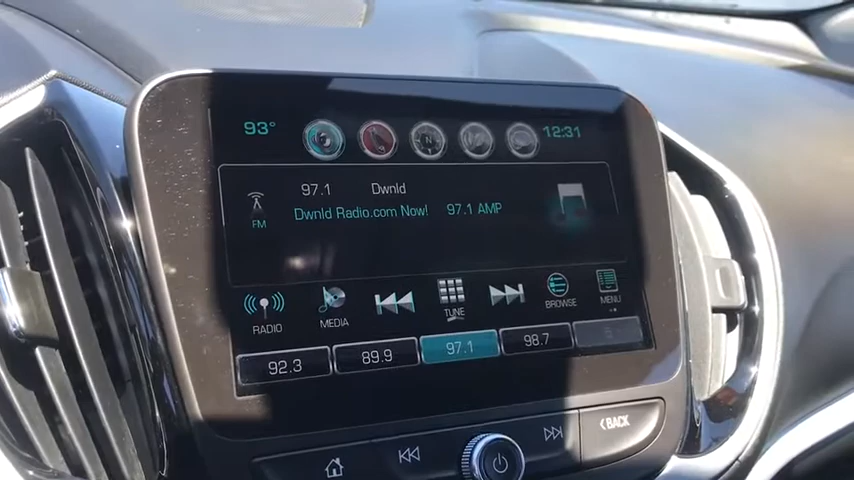 93° N 12:31
97.1 Dwnld
FM Dwnld Radio.com Now! 97.1 AMP
RADIO MEDIA TUNE BROWSE MENU
92.3 89.9 97.1 98.7
BACK